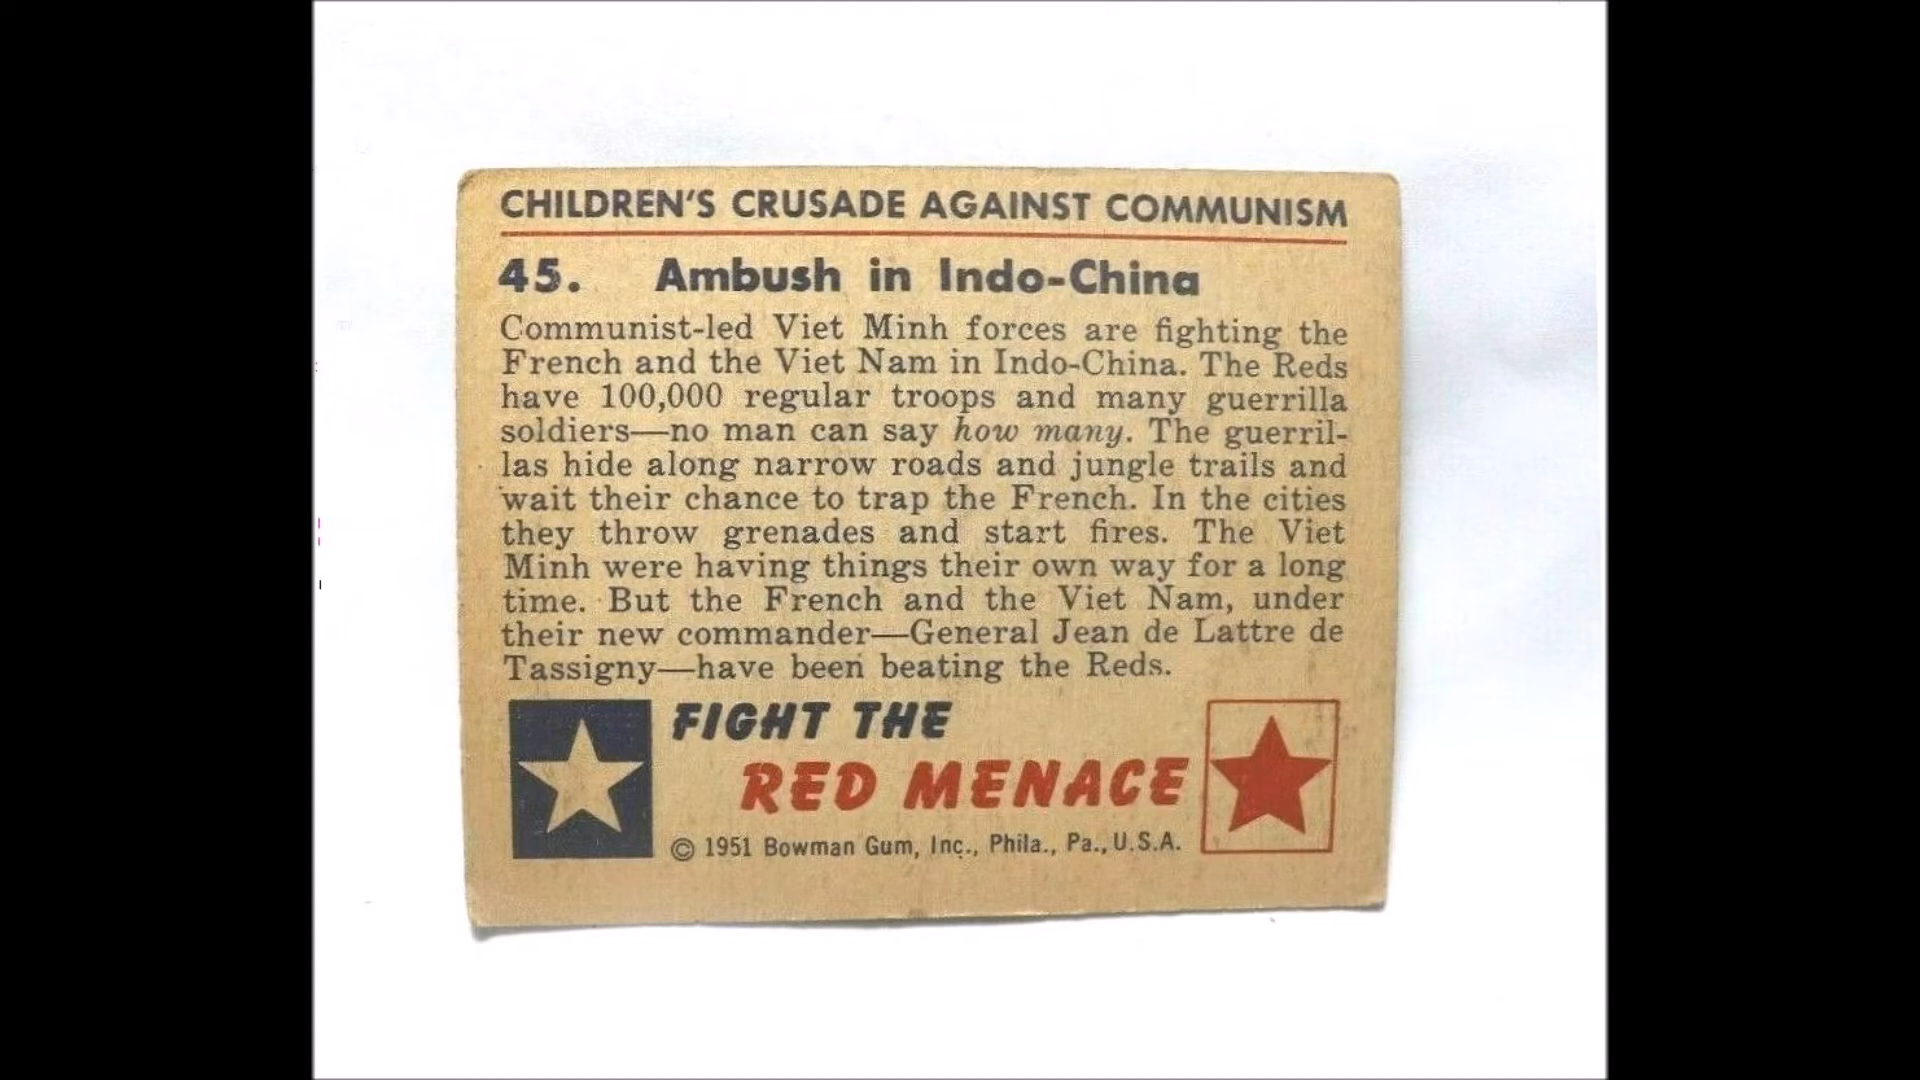 CHILDREN'S CRUSADE AGAINST COMMUNISM
45. Ambush in Indo-China
Communist-led Viet Minh forces are fighting the
French and the Viet Nam in Indo-China. The Reds
have 100,000 regular troops and many guerrilla
soldiers—no man can say how many. The guerril-
las hide along narrow roads and jungle trails and
wait their chance to trap the French. In the cities
they throw grenades and start fires. The Viet
Minh were having things their own way for a long
time. But the French and the Viet Nam, under
their new commander—General Jean de Lattre de
Tassigny—have been beating the Reds.
FIGHT THE
RED MENACE
© 1951 Bowman Gum, Inc., Phila., Pa., U.S.A.